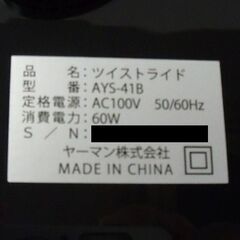 品　名：ツイストライド
型　番：AYS-41B
定格電源：AC100V　50/60Hz
消費電力：60W
S / N：
ヤーマン株式会社
MADE IN CHINA